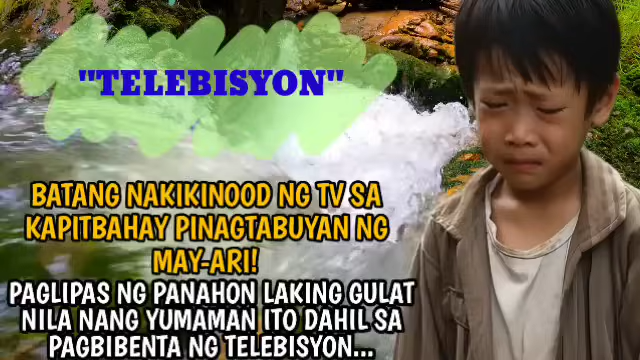 "TELEBISYON"
BATANG NAKIKINOOD NG TV SA
KAPITBAHAY PINAGTABUYAN NG
MAY-ARI!
PAGLIPAS NG PANAHON LAKING GULAT
NILA NANG YUMAMAN ITO DAHIL SA
PAGBIBENTA NG TELEBISYON...